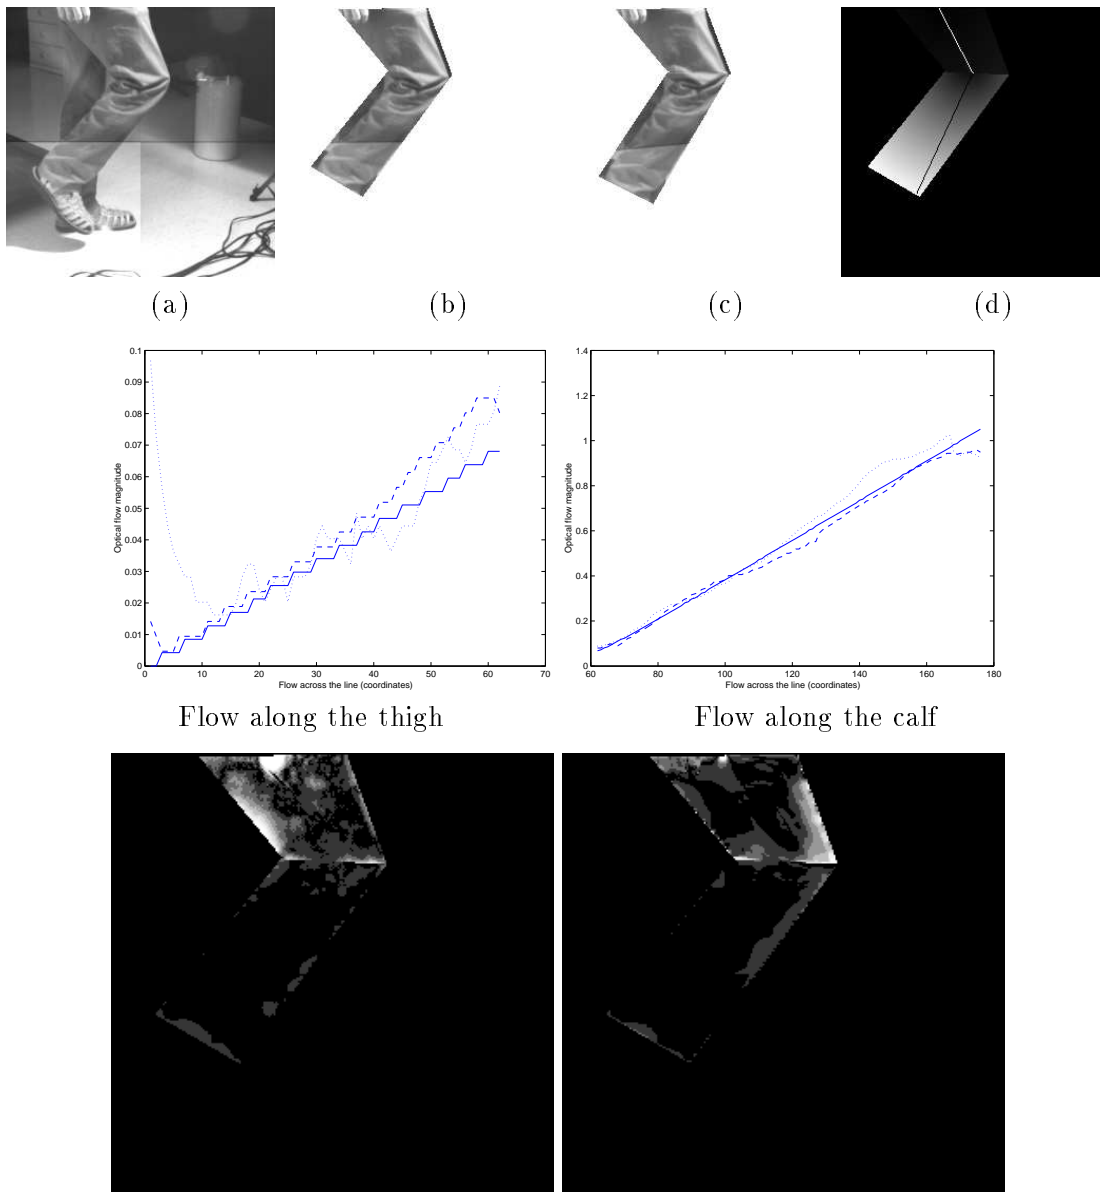 (a)
(b)
(c)
(d)
0.1
0.09
0.08
0.07
0.06
0.05
0.04
0.03
0.02
0.01
0
Optical flow magnitude
0 10 20 30 40 50 60 70
Flow across the line (coordinates)
1.4
1.2
1
0.8
0.6
0.4
0.2
0
Optical flow magnitude
60 80 100 120 140 160 180
Flow across the line (coordinates)
Flow along the thigh
Flow along the calf